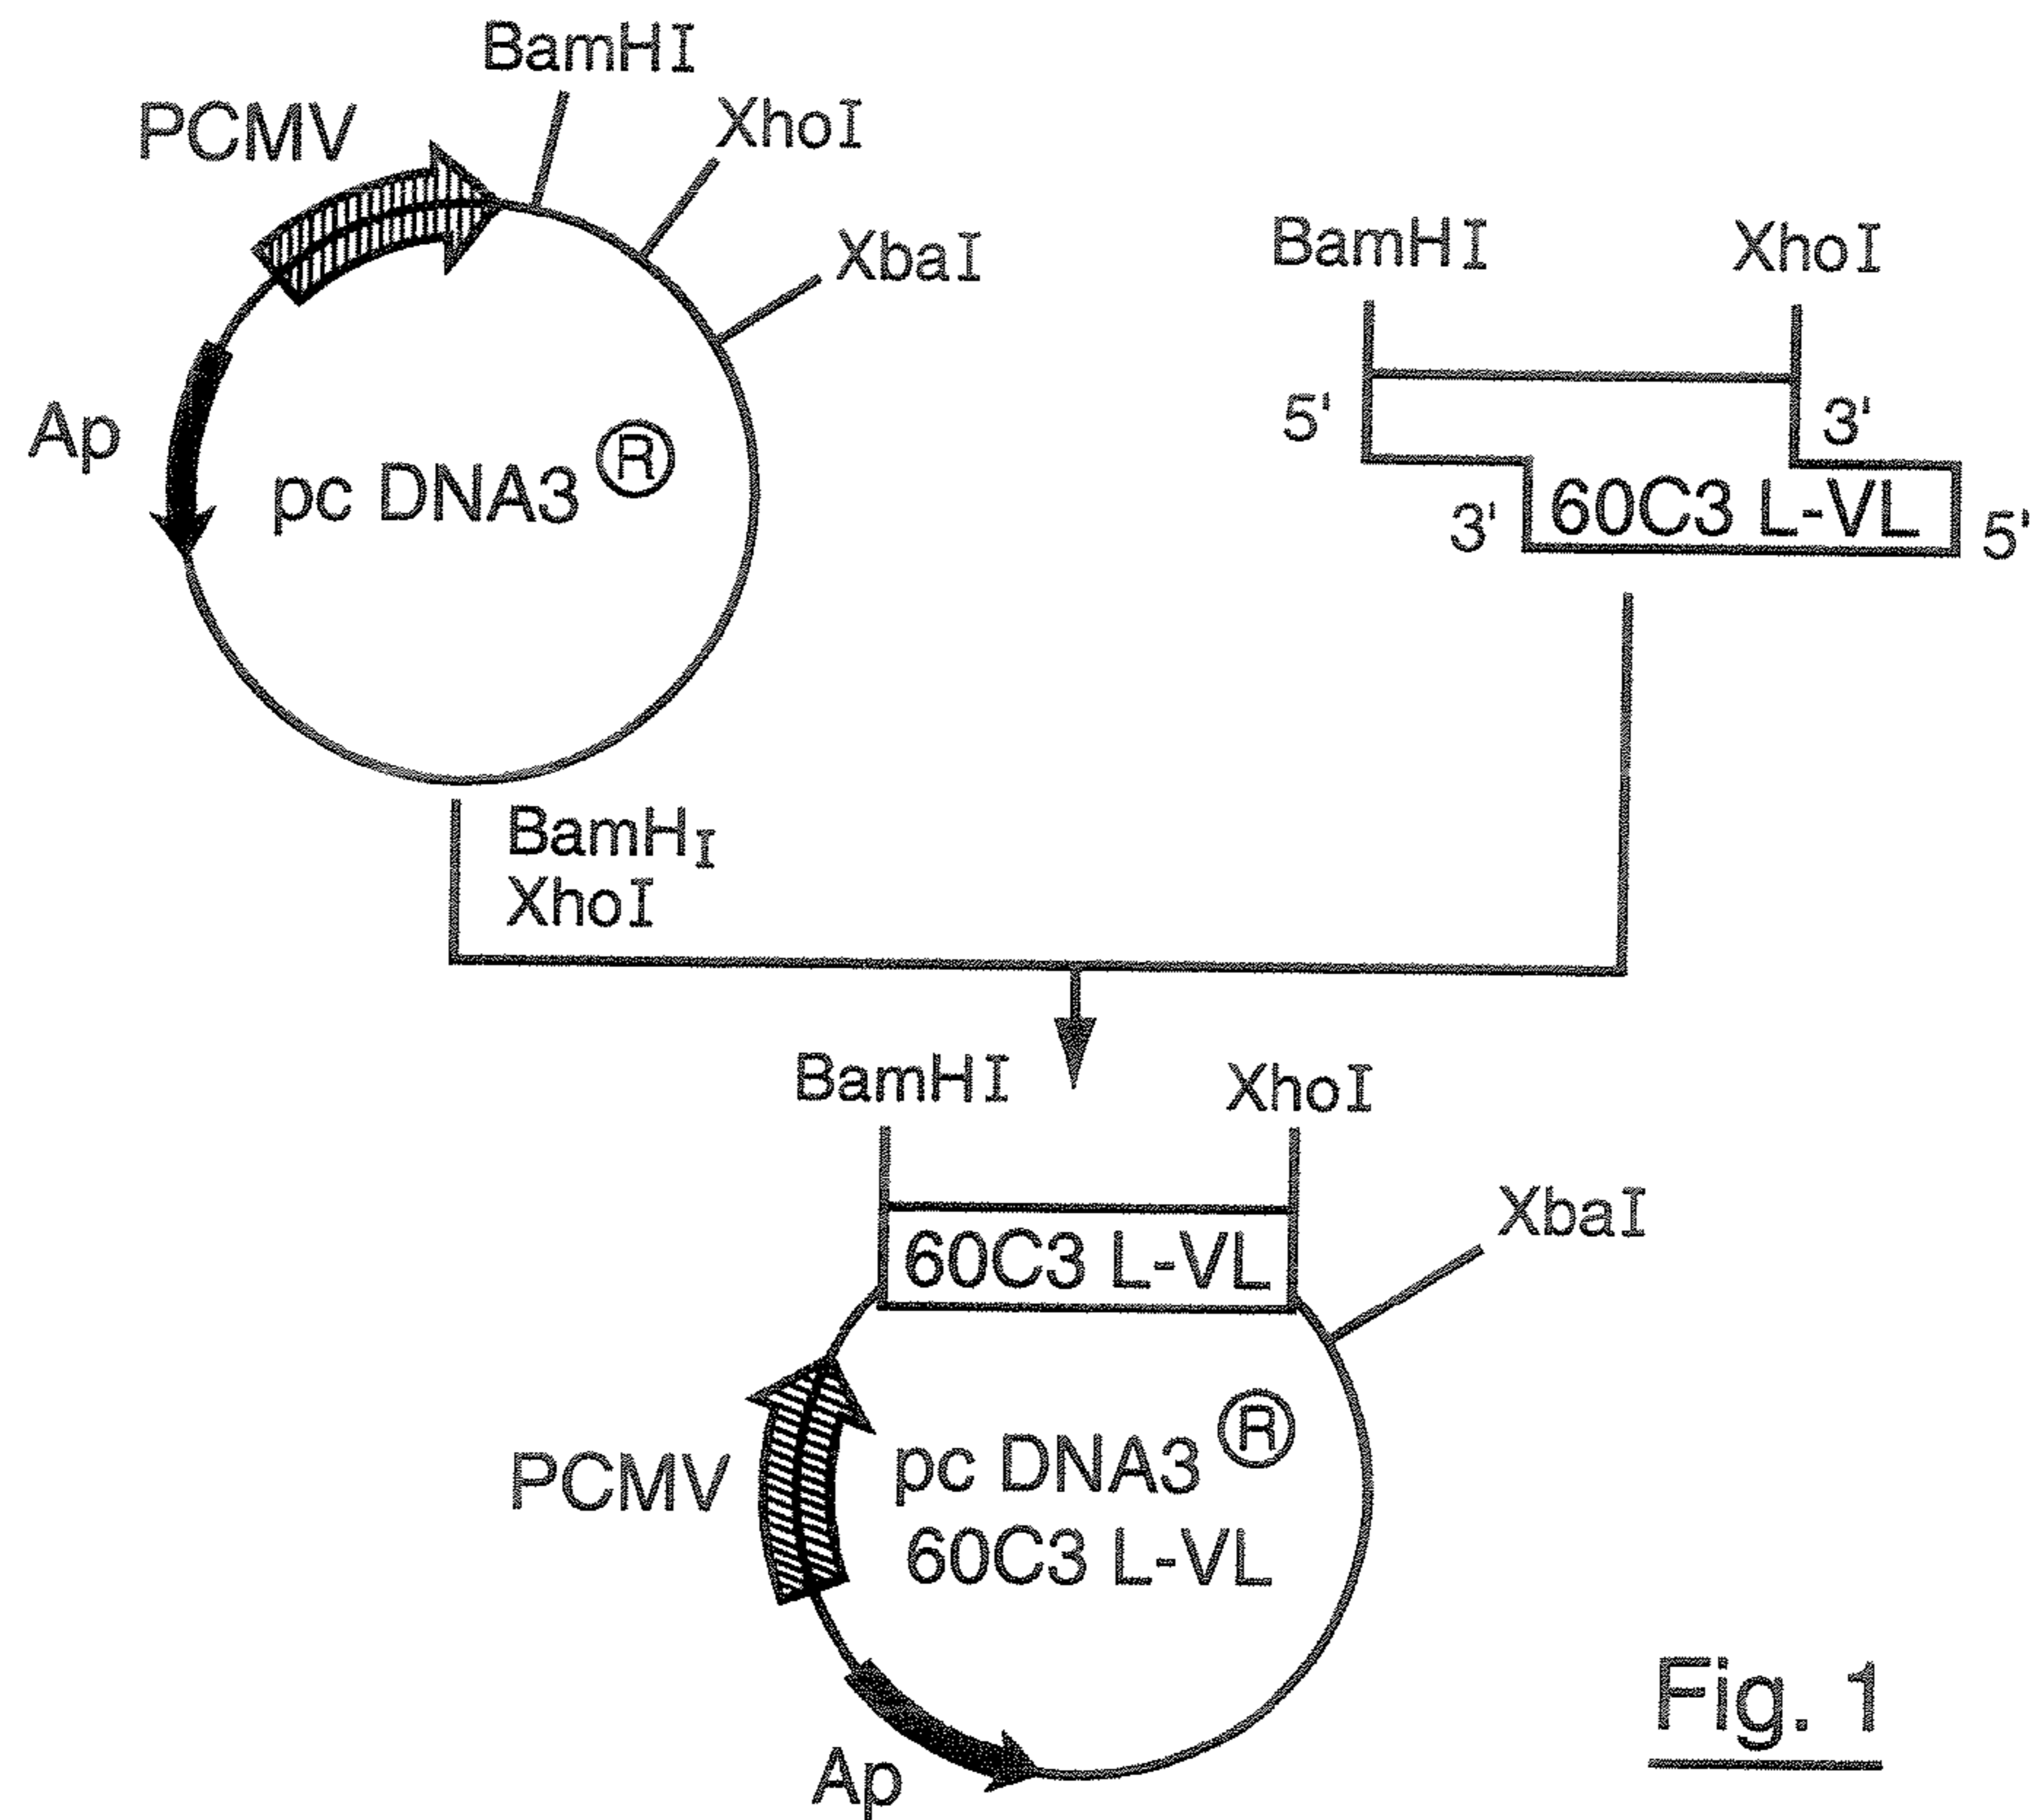 BamHI
PCMV
XhoI
XbaI
Ap
pc DNA3 ®
BamHI
XhoI
5'
3'
3'
60C3 L-VL
5'
BamHI
XhoI
BamHI
XhoI
60C3 L-VL
XbaI
PCMV
pc DNA3 ®
60C3 L-VL
Ap
Fig. 1